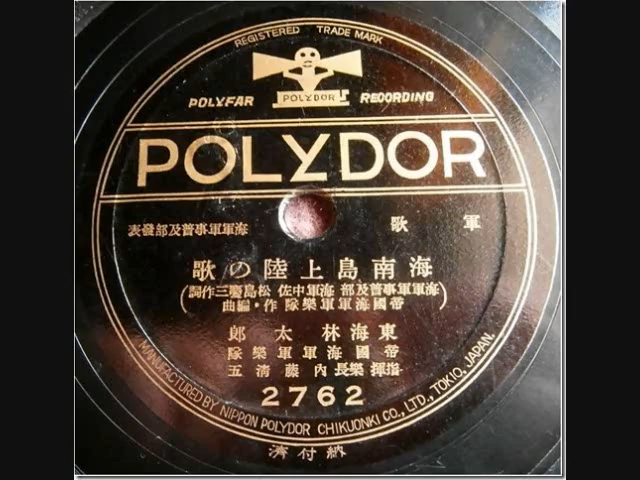 REGISTERED TRADE MARK
POLYFAR POLYDOR RECORDING
POLYDOR
軍歌 海軍軍事普及部發表
海南島上陸の歌
(海軍軍事普及部 海軍中佐 松島慶三作詞
帝國海軍軍樂隊 作・編曲)
東海林太郎
帝國海軍軍樂隊
指揮 樂長 内藤清五
2762
MANUFACTURED BY NIPPON POLYDOR CHIKUONKI CO., LTD., TOKIO, JAPAN.
納付濟